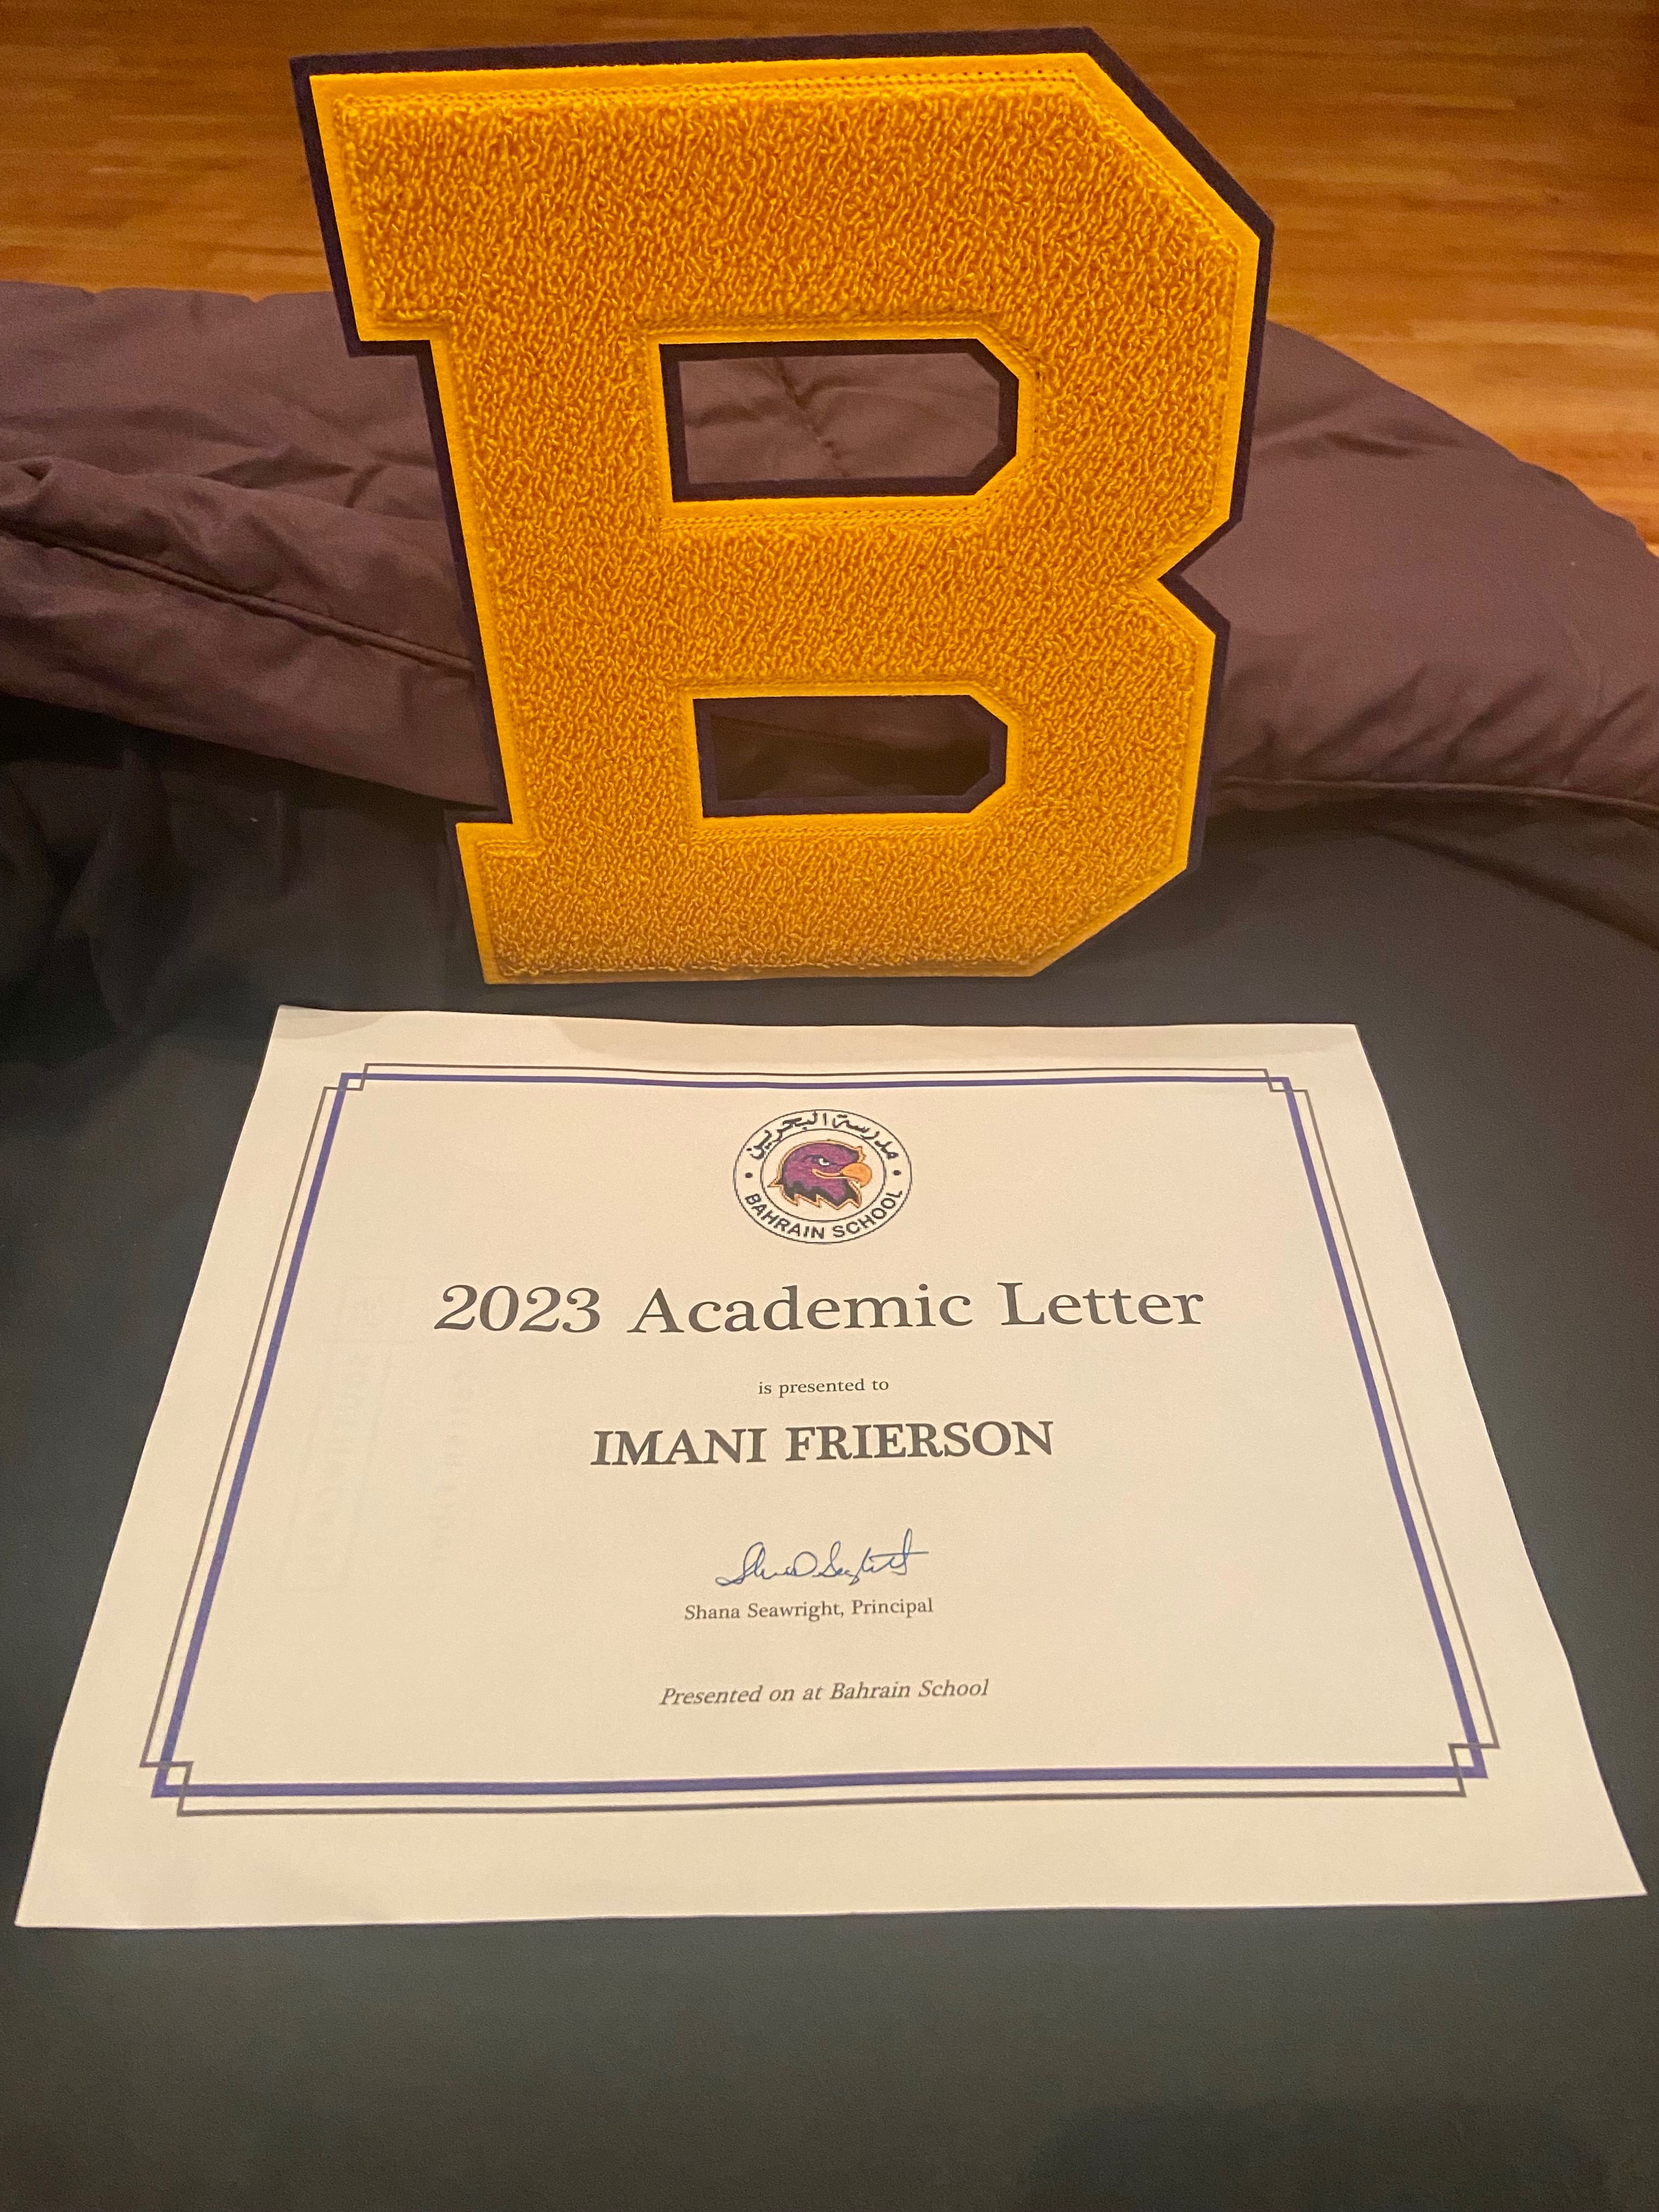 B
مدرسة البحرين
BAHRAIN SCHOOL
2023 Academic Letter
is presented to
IMANI FRIERSON
Shana Seawright, Principal
Presented on at Bahrain School